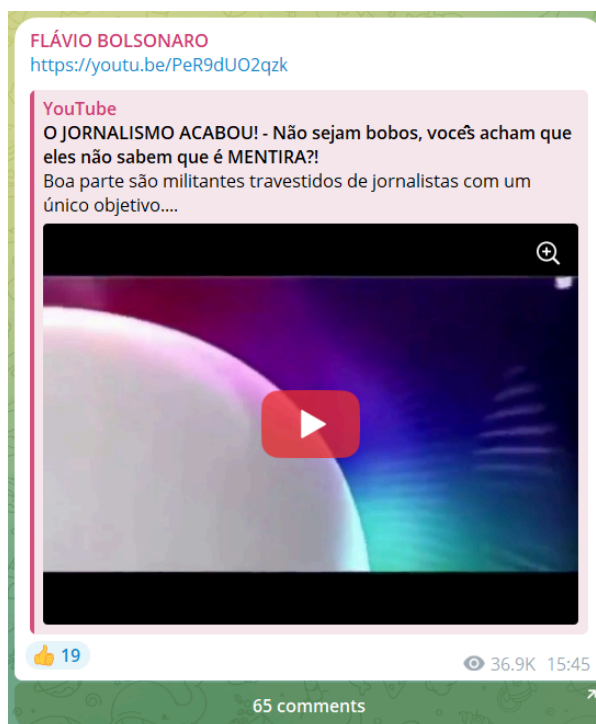 FLÁVIO BOLSONARO
https://youtu.be/PeR9dUO2qzk
YouTube
O JORNALISMO ACABOU! - Não sejam bobos, vocês acham que
eles não sabem que é MENTIRA?!
Boa parte são militantes travestidos de jornalistas com um
único objetivo....
👍 19
36.9K 15:45
65 comments